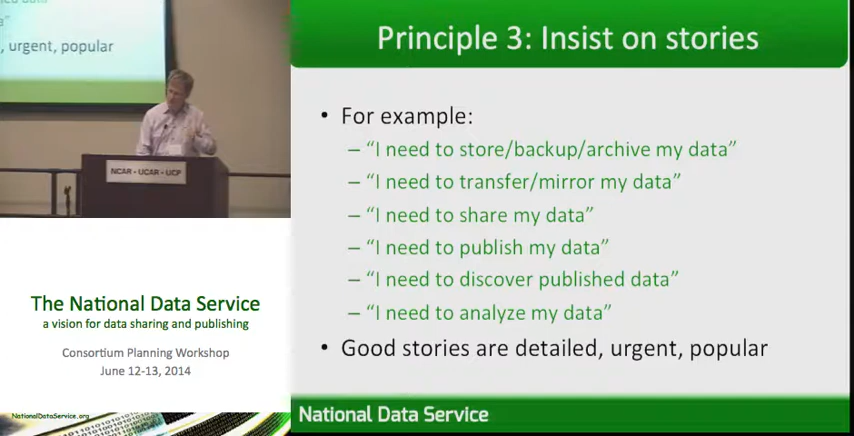 , urgent, popular
NCAR - UCAR - UCP
The National Data Service
a vision for data sharing and publishing
Consortium Planning Workshop
June 12-13, 2014
NationalDataService.org
Principle 3: Insist on stories
• For example:
– “I need to store/backup/archive my data”
– “I need to transfer/mirror my data”
– “I need to share my data”
– “I need to publish my data”
– “I need to discover published data”
– “I need to analyze my data”
• Good stories are detailed, urgent, popular
National Data Service